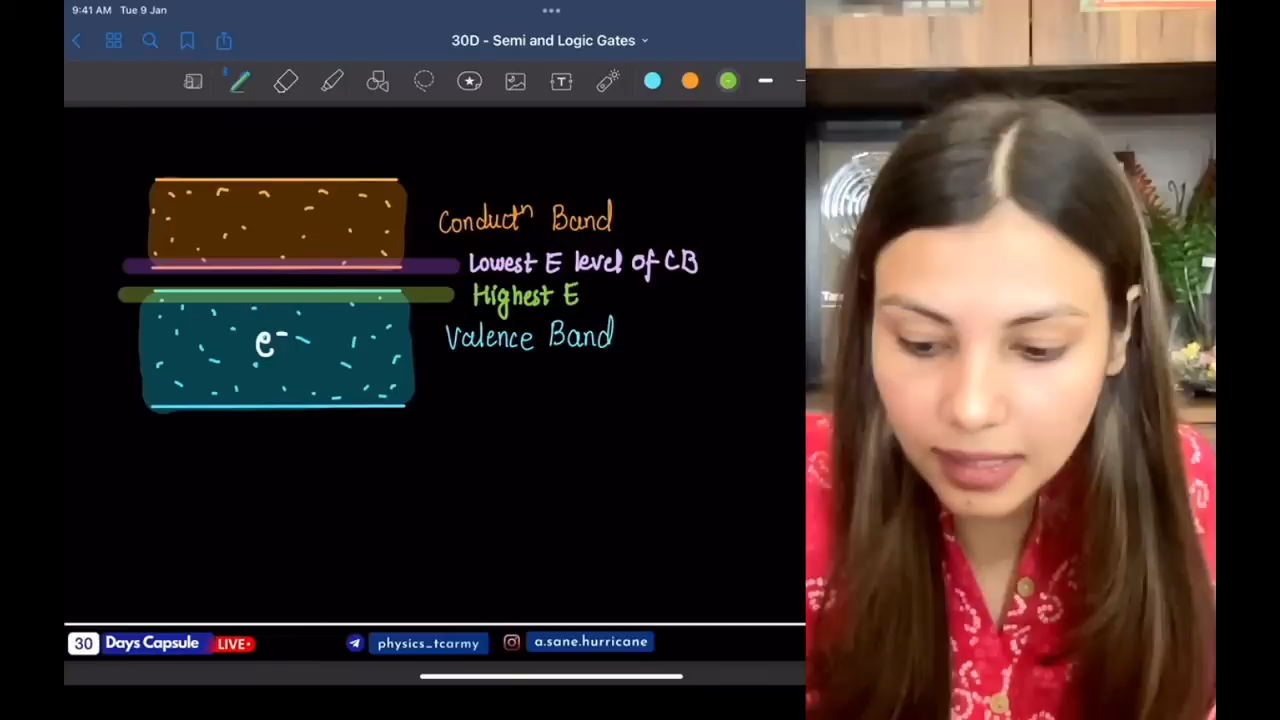 9:41 AM Tue 9 Jan
30D - Semi and Logic Gates
T
Conductⁿ Band
Lowest E level of CB
Highest E
Valence Band
e⁻
30 Days Capsule LIVE
physics_tcarmy
a.sane.hurricane